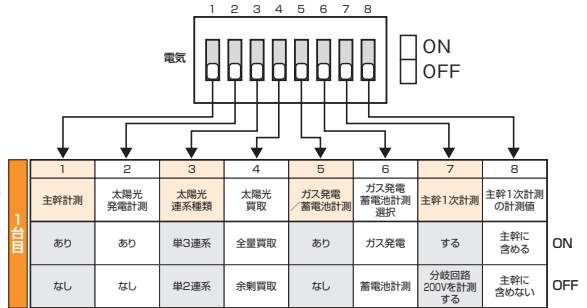 1 2 3 4 5 6 7 8
電気
ON
OFF
1台目
1 2 3 4 5 6 7 8
主幹計測
太陽光
発電計測
太陽光
連系種類
太陽光
買取
ガス発電
／蓄電池計測
ガス発電
蓄電池計測
選択
主幹1次計測
主幹1次計測
の計測値
あり
あり
単3連系
全量買取
あり
ガス発電
する
主幹に
含める
ON
なし
なし
単2連系
余剰買取
なし
蓄電池計測
分岐回路
200Vを計測
する
主幹に
含めない
OFF